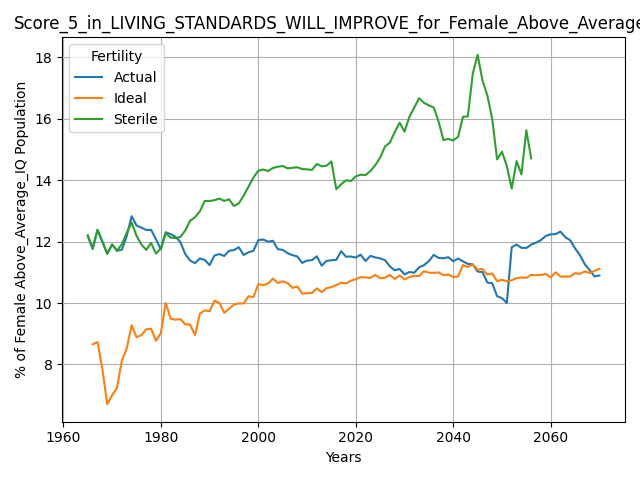 Score_5_in_LIVING_STANDARDS_WILL_IMPROVE_for_Female_Above_Average
Fertility
Actual
Ideal
Sterile
% of Female Above_Average_IQ Population
18
16
14
12
10
8
1960 1980 2000 2020 2040 2060
Years